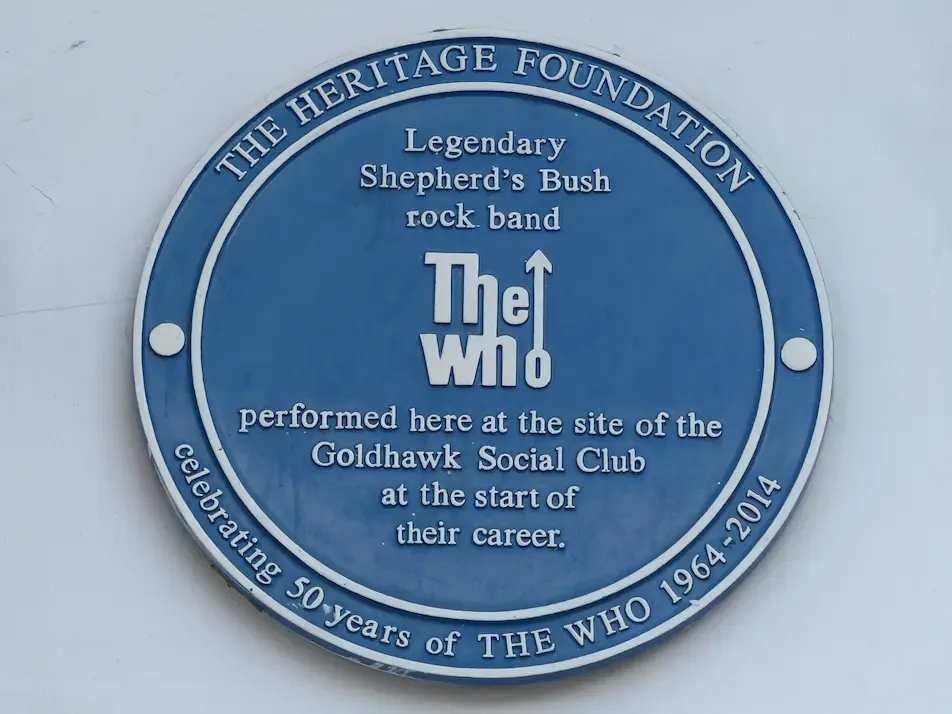 THE HERITAGE FOUNDATION
Legendary
Shepherd's Bush
rock band
The
who
performed here at the site of the
Goldhawk Social Club
at the start of
their career.
celebrating 50 years of THE WHO 1964-2014